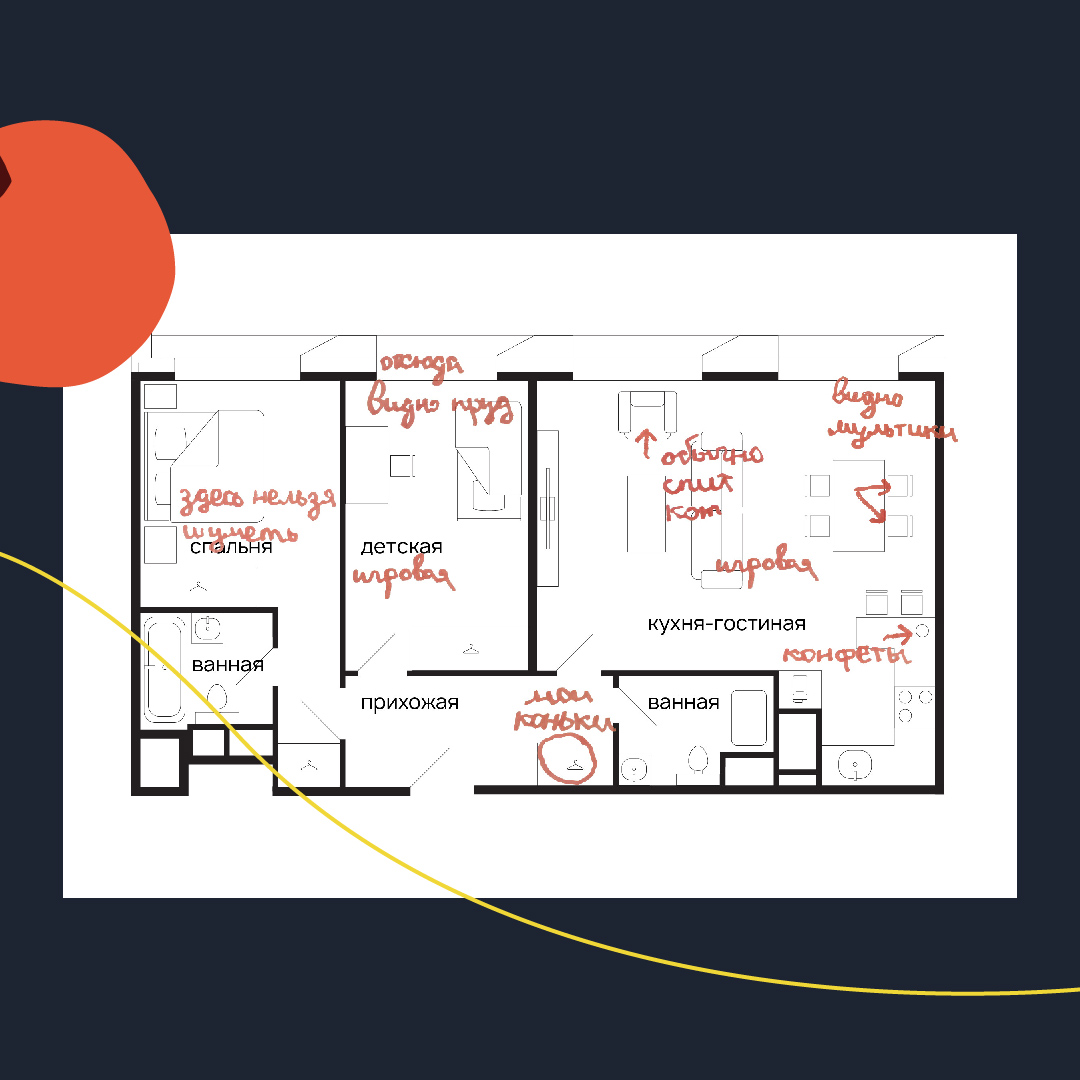 отсюда
видно пруд
видно
мультики
обычно
спит
кот
здесь нельзя
шуметь
спальня
детская
игровая
игровая
кухня-гостиная
конфеты
ванная
прихожая
мои
коньки
ванная